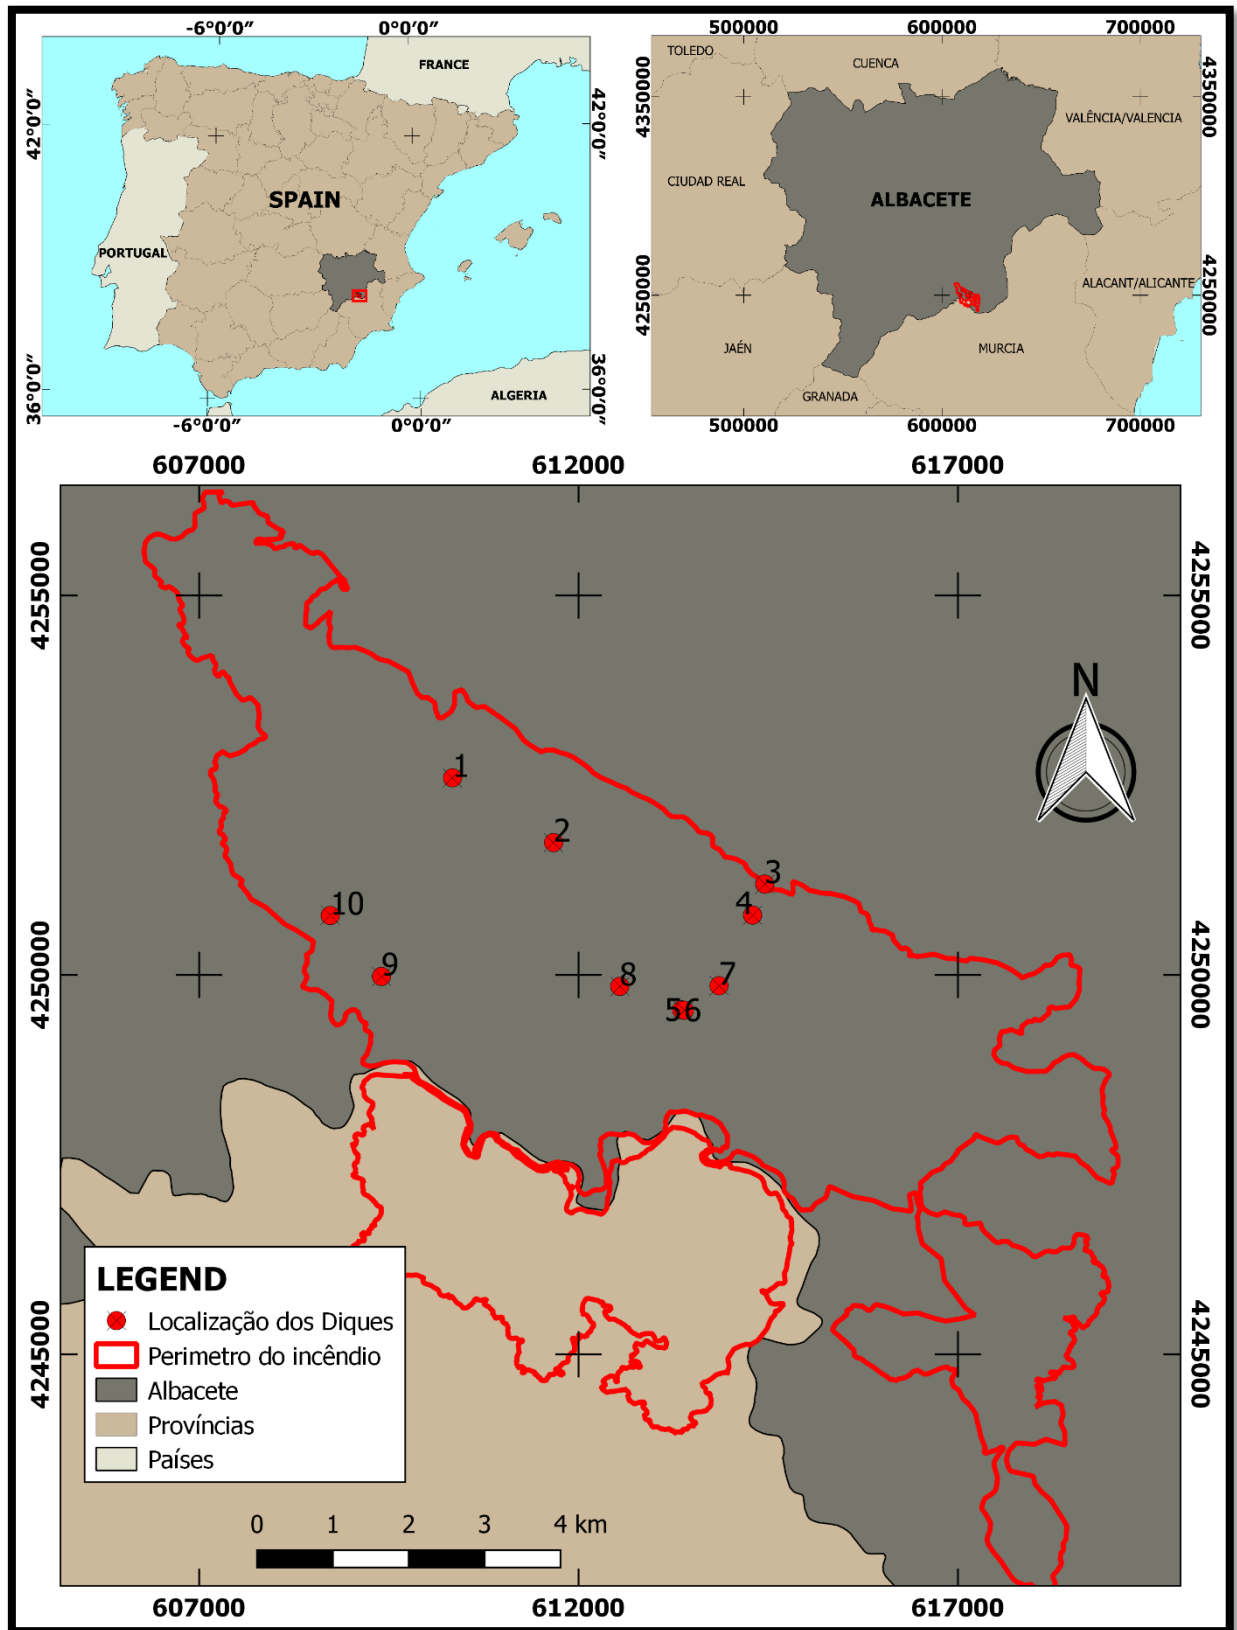 -6°0'0" 0°0'0"
42°0'0"
36°0'0"
FRANCE
SPAIN
PORTUGAL
ALGERIA
42°0'0"
36°0'0"
-6°0'0" 0°0'0"
500000 600000 700000
4350000
4250000
TOLEDO
CUENCA
VALÊNCIA/VALENCIA
CIUDAD REAL
ALBACETE
ALACANT/ALICANTE
JAÉN
MURCIA
GRANADA
4350000
4250000
500000 600000 700000
607000 612000 617000
4255000
4250000
4245000
N
1
2
3
4
10
9
8
7
56
LEGEND
Localização dos Diques
Perimetro do incêndio
Albacete
Províncias
Países
0 1 2 3 4 km
4255000
4250000
4245000
607000 612000 617000